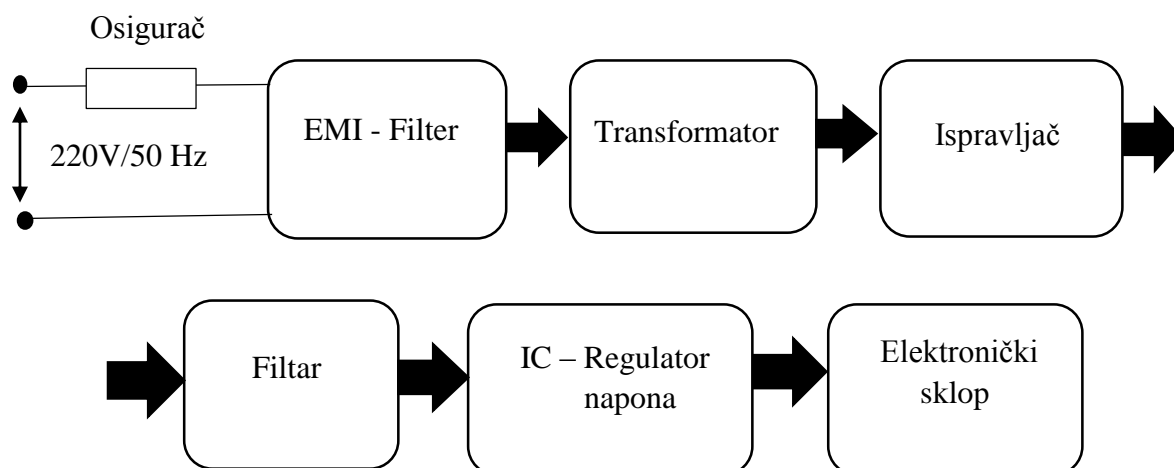 Osigurač
220V/50 Hz
EMI - Filter
Transformator
Ispravljač
Filtar
IC – Regulator
napona
Elektronički
sklop